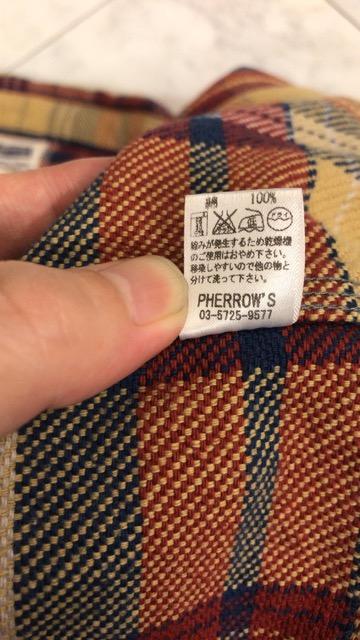 綿 100%
縮みが発生するため乾燥機
のご使用はおやめ下さい。
移染しやすいので他の物と
分けて洗って下さい。
PHERROW'S
03-5725-9577